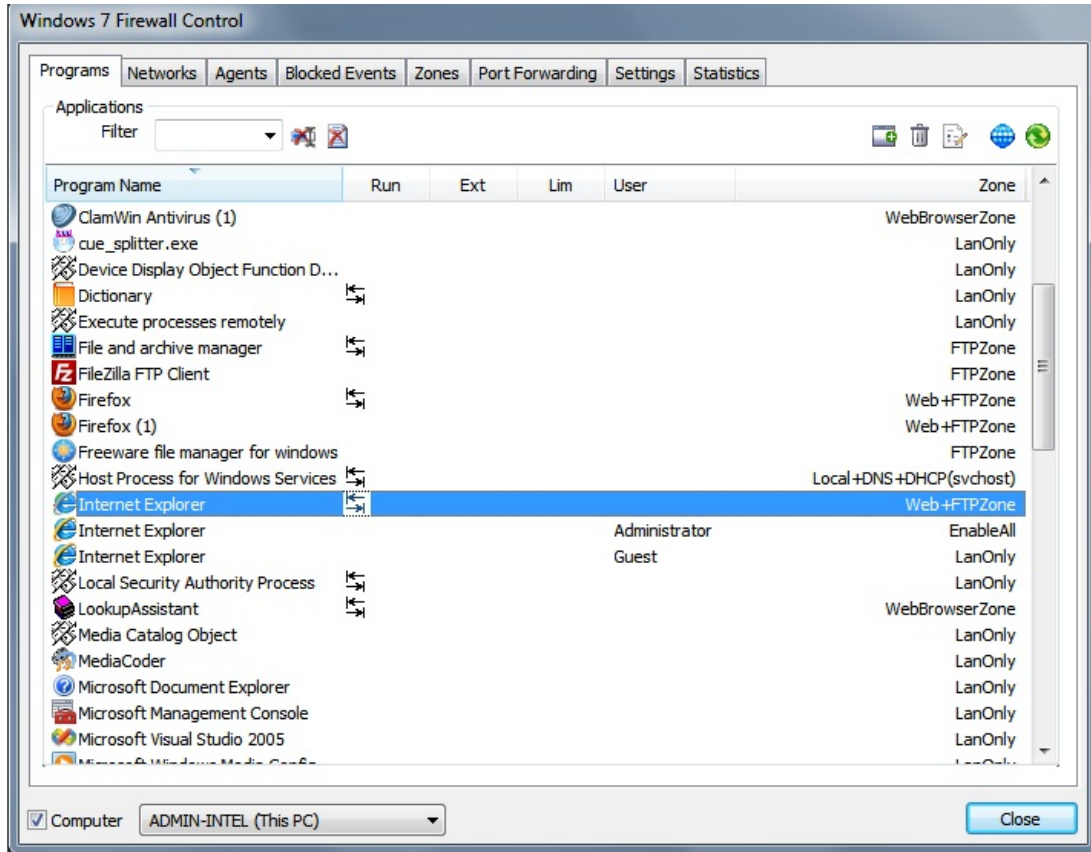 Windows 7 Firewall Control
Programs Networks Agents Blocked Events Zones Port Forwarding Settings Statistics
Applications
Filter
Program Name Run Ext Lim User Zone
ClamWin Antivirus (1) WebBrowserZone
cue_splitter.exe LanOnly
Device Display Object Function D... LanOnly
Dictionary LanOnly
Execute processes remotely LanOnly
File and archive manager FTPZone
FileZilla FTP Client FTPZone
Firefox Web+FTPZone
Firefox (1) Web+FTPZone
Freeware file manager for windows FTPZone
Host Process for Windows Services Local+DNS+DHCP(svchost)
Internet Explorer Web+FTPZone
Internet Explorer Administrator EnableAll
Internet Explorer Guest LanOnly
Local Security Authority Process LanOnly
LookupAssistant WebBrowserZone
Media Catalog Object LanOnly
MediaCoder LanOnly
Microsoft Document Explorer LanOnly
Microsoft Management Console LanOnly
Microsoft Visual Studio 2005 LanOnly
Microsoft Windows Media Config LanOnly
Computer ADMIN-INTEL (This PC) Close